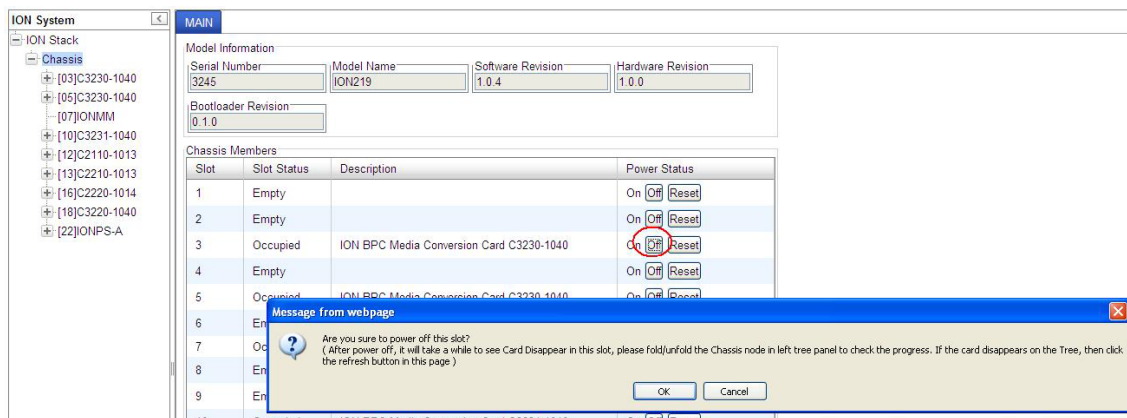 ION System
ION Stack
Chassis
[03]C3230-1040
[05]C3230-1040
[07]IONMM
[10]C3231-1040
[12]C2110-1013
[13]C2210-1013
[16]C2220-1014
[18]C3220-1040
[22]IONPS-A
MAIN
Model Information
Serial Number Model Name Software Revision Hardware Revision
3245 ION219 1.0.4 1.0.0
Bootloader Revision
0.1.0
Chassis Members
Slot Slot Status Description Power Status
1 Empty On Off Reset
2 Empty On Off Reset
3 Occupied ION BPC Media Conversion Card C3230-1040 On Off Reset
4 Empty On Off Reset
5 Occupied ION BPC Media Conversion Card C3230-1040 On Off Reset
6 Em
7 Oc
8 Em
9 Em
Message from webpage
Are you sure to power off this slot?
( After power off, it will take a while to see Card Disappear in this slot, please fold/unfold the Chassis node in left tree panel to check the progress. If the card disappears on the Tree, then click
the refresh button in this page )
OK Cancel